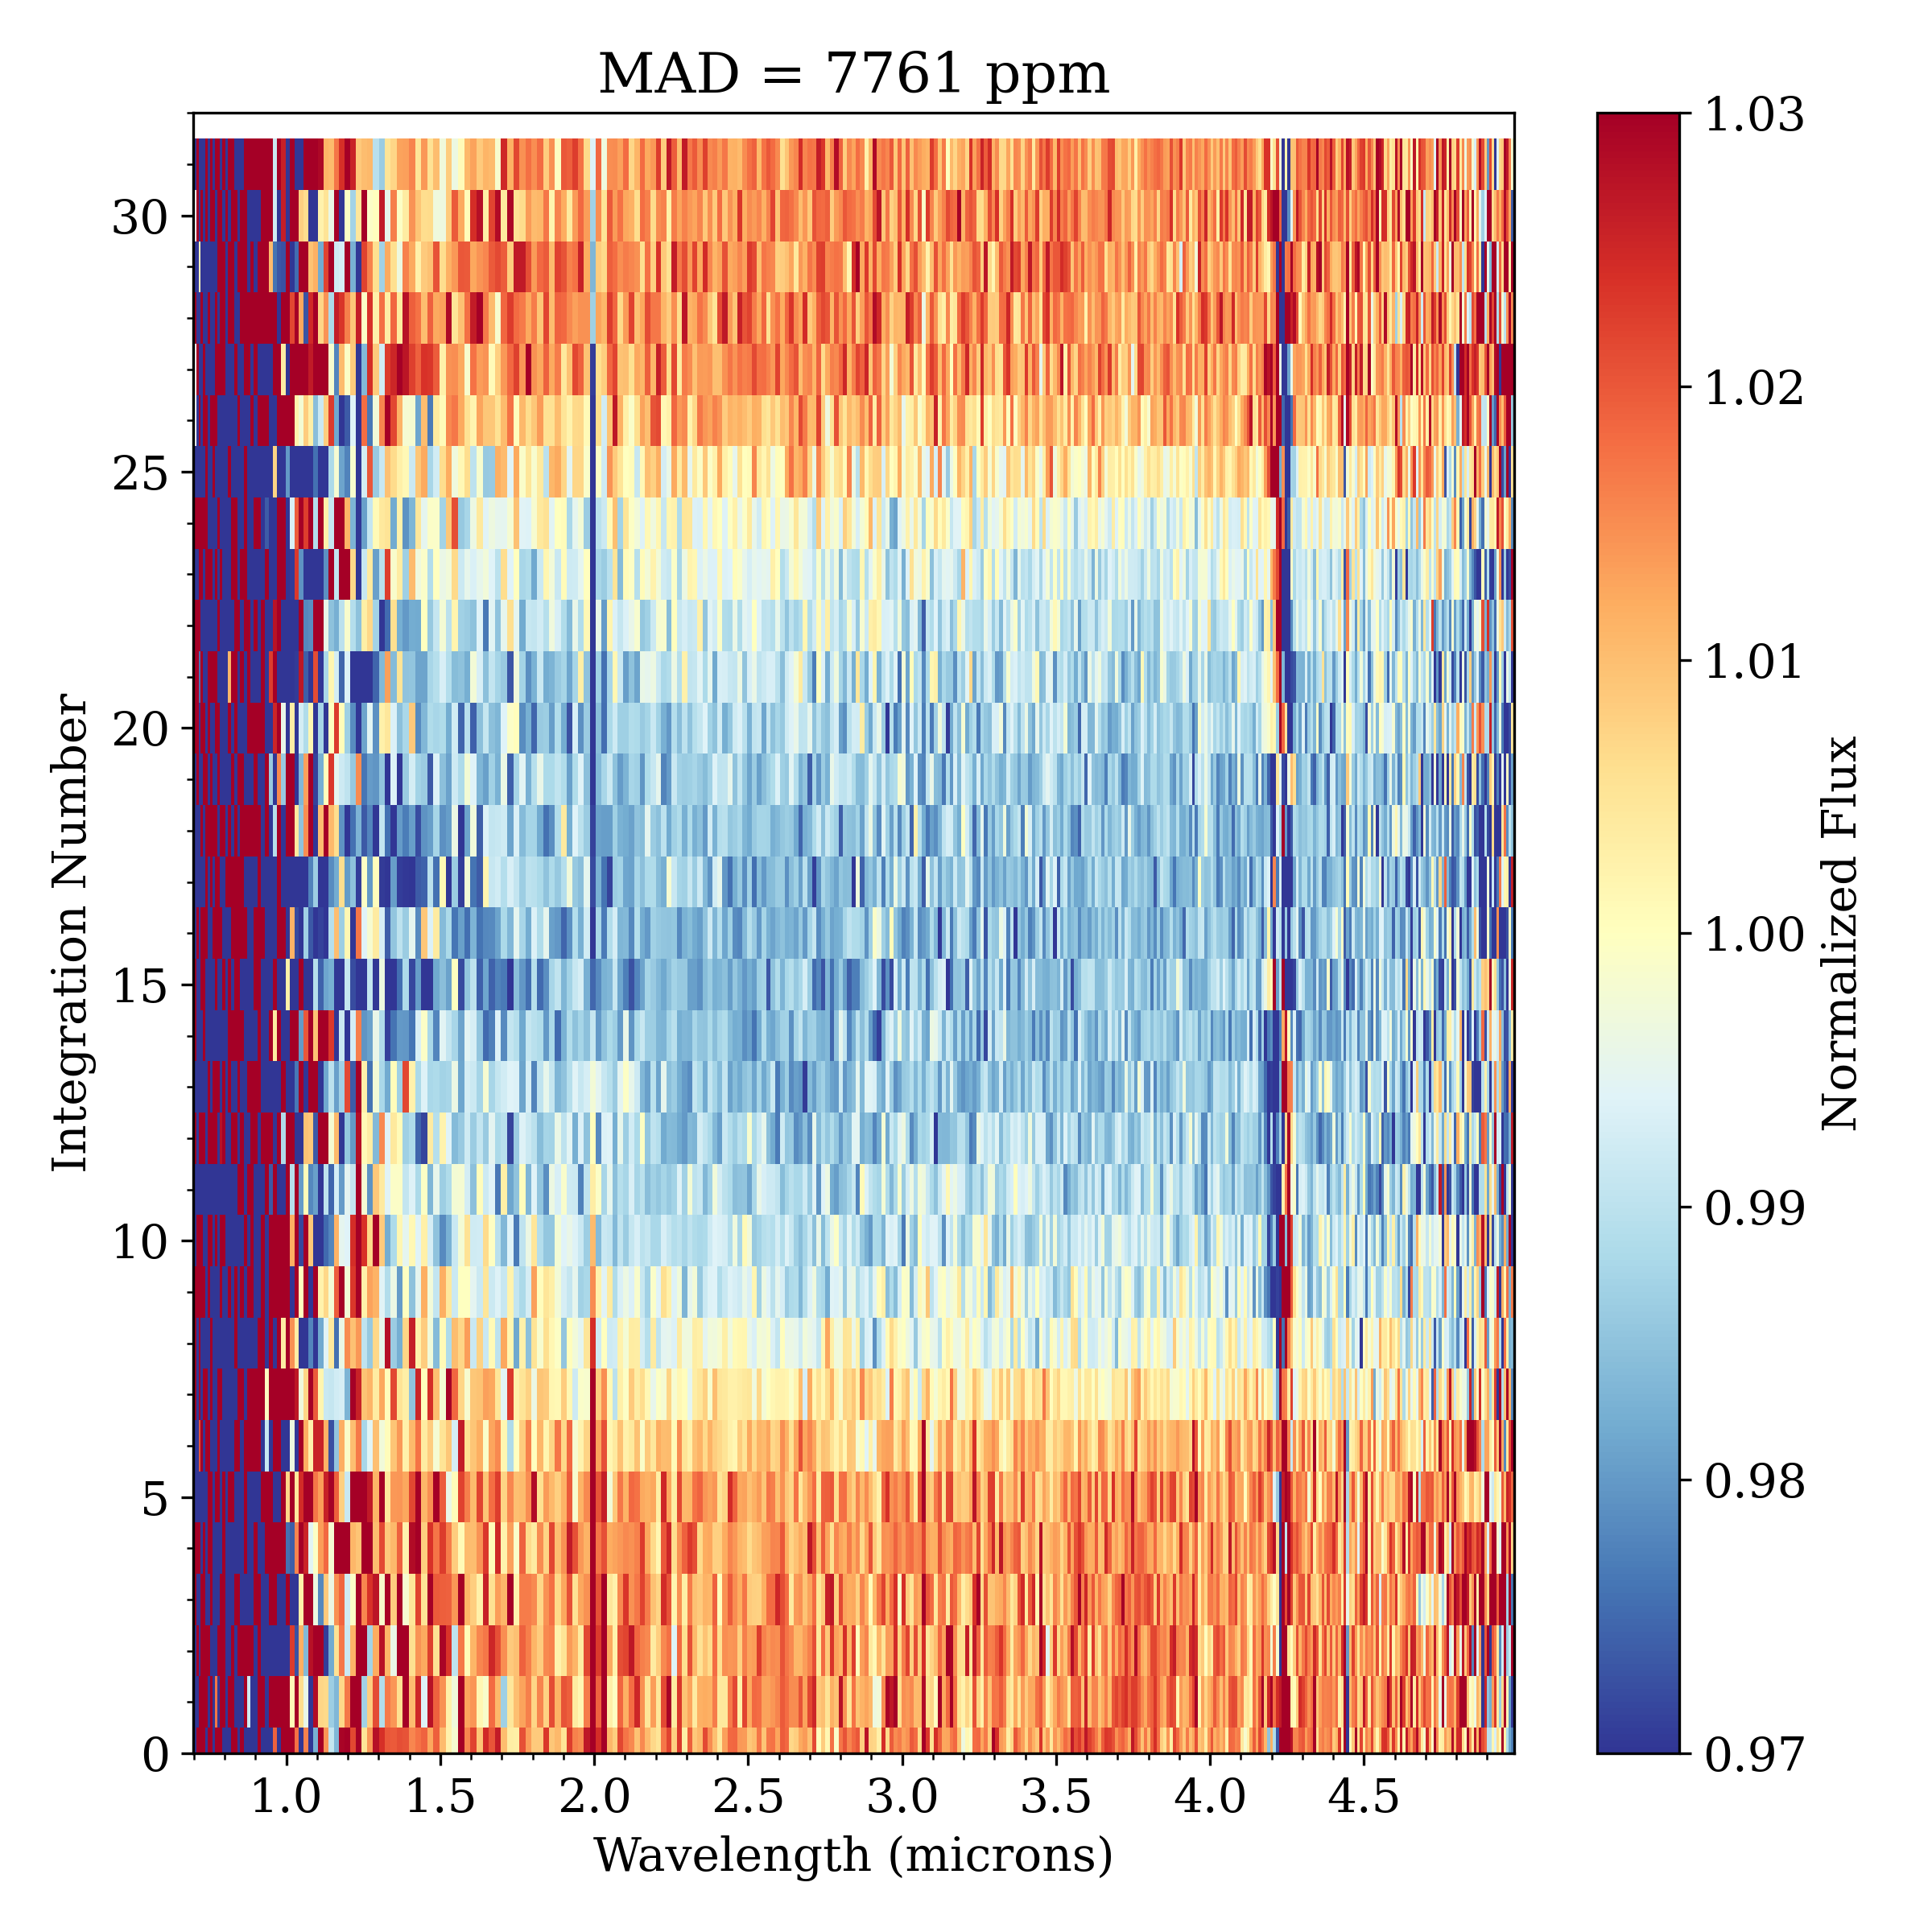 MAD = 7761 ppm
Integration Number
30
25
20
15
10
5
0
1.0 1.5 2.0 2.5 3.0 3.5 4.0 4.5
Wavelength (microns)
1.03
1.02
1.01
1.00
0.99
0.98
0.97
Normalized Flux